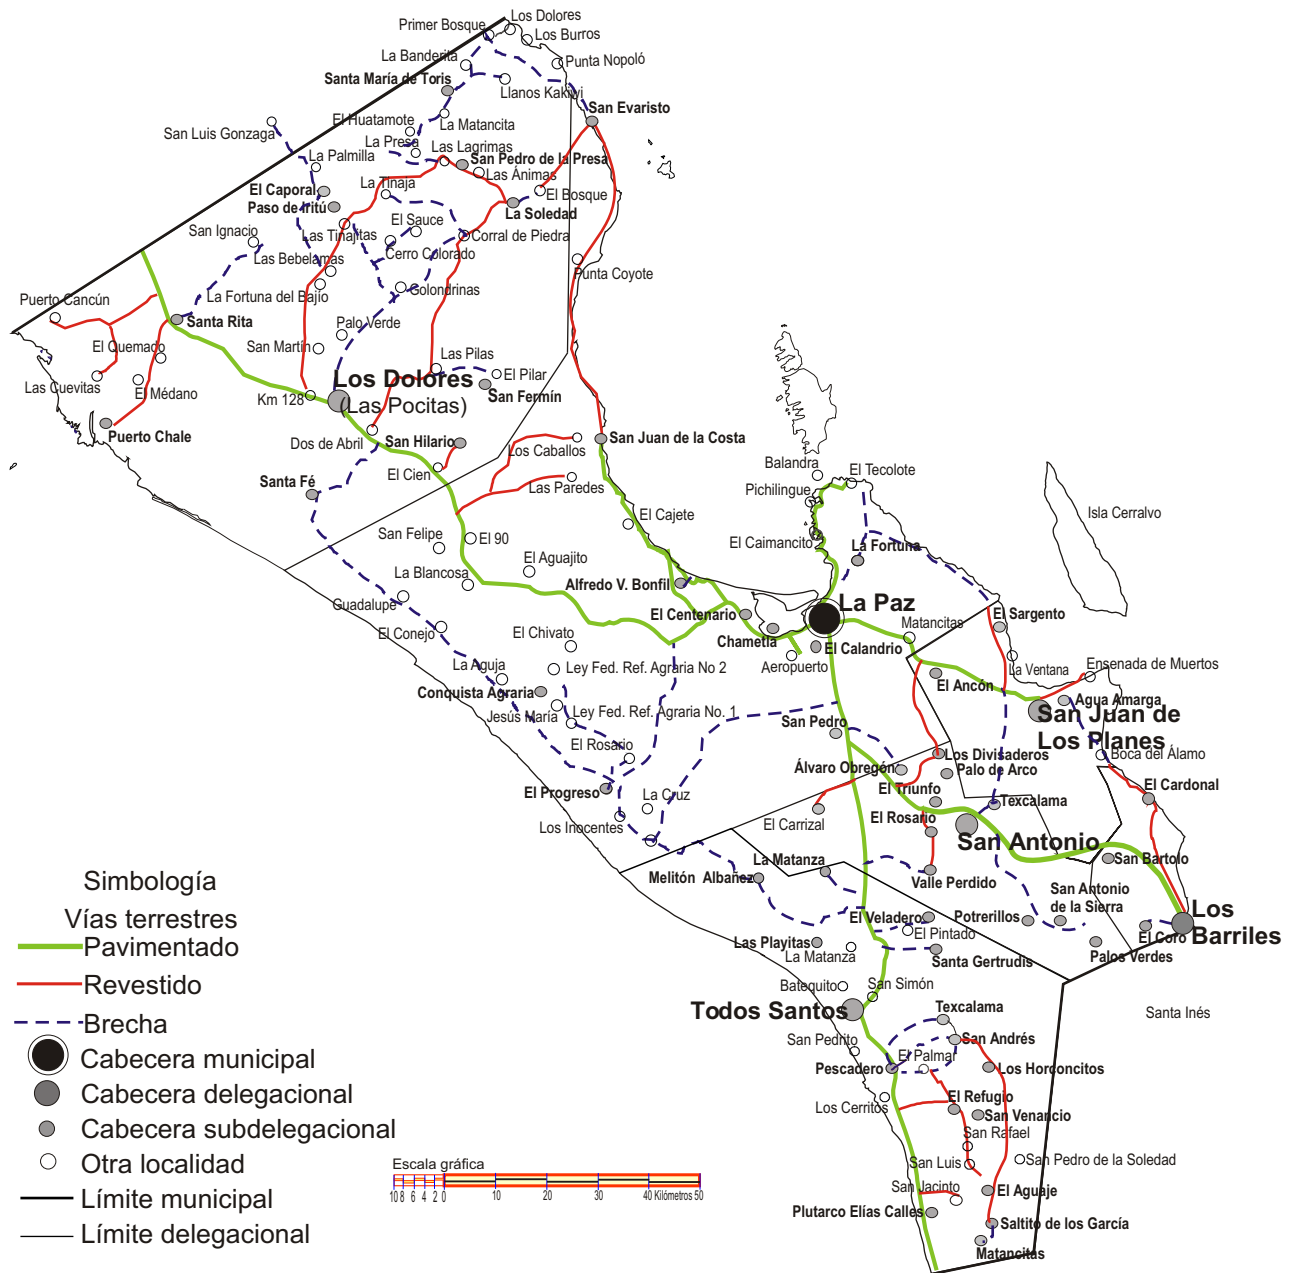 Los Dolores
Primer Bosque
Los Burros
La Banderita
Punta Nopoló
Santa María de Toris
Llanos Kakiwi
San Evaristo
El Huatamote
La Matancita
San Luis Gonzaga
La Presa
Las Lagrimas
La Palmilla
San Pedro de la Presa
Las Ánimas
La Tinaja
El Caporal
El Bosque
Paso de Iritú
La Soledad
El Sauce
San Ignacio
Las Tinajitas
Corral de Piedra
Cerro Colorado
Las Bebelamas
Punta Coyote
Golondrinas
La Fortuna del Bajío
Puerto Cancún
Santa Rita
Palo Verde
El Quemado
San Martín
Las Pilas
El Pilar
Las Cuevitas
El Médano
Los Dolores
(Las Pocitas)
San Fermín
Km 128
Puerto Chale
Dos de Abril
San Hilario
San Juan de la Costa
Los Caballos
El Cien
Balandra
El Tecolote
Santa Fé
Las Paredes
Pichilingue
Isla Cerralvo
El Cajete
San Felipe
El 90
El Caimancito
La Fortuna
El Aguajito
La Blancosa
Alfredo V. Bonfil
Guadalupe
La Paz
El Centenario
El Sargento
El Conejo
El Chivato
Chametla
Matancitas
El Calandrio
Aeropuerto
La Aguja
Ley Fed. Ref. Agraria No 2
La Ventana
Ensenada de Muertos
El Ancón
Conquista Agraria
Agua Amarga
Jesús María
Ley Fed. Ref. Agraria No. 1
San Juan de
Los Planes
San Pedro
El Rosario
Los Divisaderos
Boca del Álamo
Álvaro Obregón
Palo de Arco
El Progreso
El Triunfo
El Cardonal
La Cruz
Texcalama
El Carrizal
El Rosario
Los Inocentes
San Antonio
La Matanza
San Bartolo
Melitón Albañez
Valle Perdido
San Antonio
de la Sierra
El Veladero
Potrerillos
Los
Barriles
El Pintado
El Coro
Las Playitas
La Matanza
Santa Gertrudis
Palos Verdes
Batequito
San Simón
Todos Santos
Texcalama
Santa Inés
San Pedrito
San Andrés
El Palmar
Pescadero
Los Horconcitos
Los Cerritos
El Refugio
San Venancio
San Rafael
San Luis
San Pedro de la Soledad
San Jacinto
El Aguaje
Plutarco Elías Calles
Saltito de los García
Matancitas
Simbología
Vías terrestres
Pavimentado
Revestido
Brecha
Cabecera municipal
Cabecera delegacional
Cabecera subdelegacional
Otra localidad
Límite municipal
Límite delegacional
Escala gráfica
10 8 6 4 2 0 10 20 30 40 Kilómetros 50